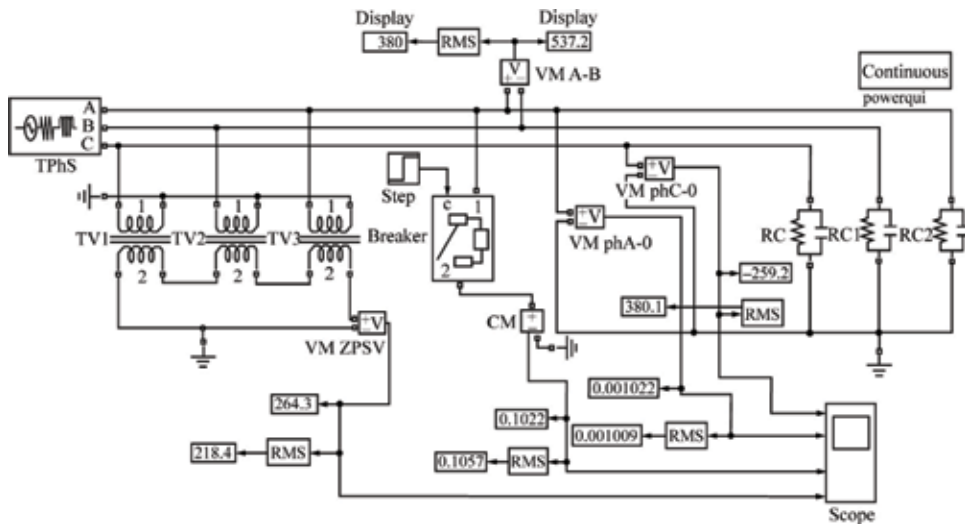 Display
Display
380
RMS
537.2
V
+ −
VM A-B
Continuous
powerqui
A
B
C
TPhS
Step
+
−
V
VM phC-0
+
−
V
VM phA-0
1
1
1
TV1
TV2
TV3
2
2
2
Breaker
c
1
2
RC
RC1
RC2
−259.2
380.1
RMS
CM
+
−
+
−
V
VM ZPSV
264.3
0.001022
0.1022
218.4
RMS
0.1057
RMS
0.001009
RMS
Scope